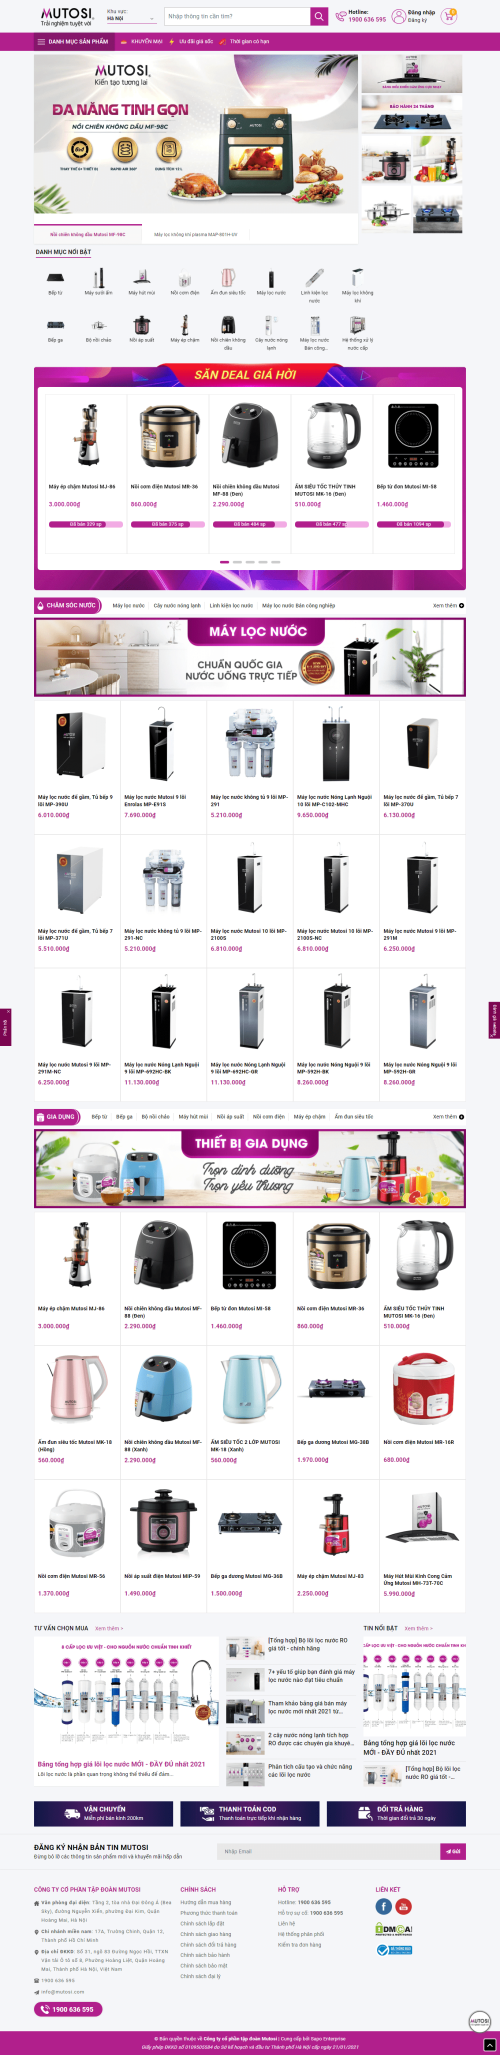 MUTOSI
Trải nghiệm tuyệt vời
Khu vực:
Hà Nội
Nhập thông tin cần tìm?
Hotline:
1900 636 595
Đăng nhập
Đăng ký
DANH MỤC SẢN PHẨM
KHUYẾN MẠI
Ưu đãi giá sốc
Thời gian có hạn
MUTOSI
Kiến tạo tương lai
ĐA NĂNG TINH GỌN
NỒI CHIÊN KHÔNG DẦU MF-98C
BẢO HÀNH 24 THÁNG
Nồi chiên không dầu Mutosi MF-98C
Máy lọc không khí plasma MAP-801H-UV
DANH MỤC NỔI BẬT
Bếp từ
Máy sưởi ấm
Máy hút mùi
Nồi cơm điện
Ấm đun siêu tốc
Máy lọc nước
Linh kiện lọc nước
Máy lọc không khí
Bếp ga
Bộ nồi chảo
Nồi áp suất
Máy ép chậm
Nồi chiên không dầu
Cây nước nóng lạnh
Máy lọc nước Bán công...
Hệ thống xử lý nước cấp
SĂN DEAL GIÁ HỜI
Máy ép chậm Mutosi MJ-86
3.000.000₫
Đã bán 329 sp
Nồi cơm điện Mutosi MR-36
860.000₫
Đã bán 375 sp
Nồi chiên không dầu Mutosi MF-88 (Đen)
2.290.000₫
Đã bán 484 sp
ẤM SIÊU TỐC THỦY TINH MUTOSI MK-16 (Đen)
510.000₫
Đã bán 477 sp
Bếp từ đơn Mutosi MI-58
1.460.000₫
Đã bán 1094 sp
CHĂM SÓC NƯỚC
Máy lọc nước
Cây nước nóng lạnh
Linh kiện lọc nước
Máy lọc nước Bán công nghiệp
Xem thêm
MÁY LỌC NƯỚC
CHUẨN QUỐC GIA
NƯỚC UỐNG TRỰC TIẾP
Máy lọc nước để gầm, Tủ bếp 9 lõi MP-390U
6.010.000₫
Máy lọc nước Mutosi 9 lõi Enrolas MP-E91S
7.690.000₫
Máy lọc nước không tủ 9 lõi MP-291
5.210.000₫
Máy lọc nước Nóng Lạnh Nguội 10 lõi MP-C102-MHC
9.650.000₫
Máy lọc nước để gầm, Tủ bếp 7 lõi MP-370U
6.130.000₫
Máy lọc nước để gầm, Tủ bếp 7 lõi MP-371U
5.510.000₫
Máy lọc nước không tủ 9 lõi MP-291-NC
5.210.000₫
Máy lọc nước Mutosi 10 lõi MP-2100S
6.810.000₫
Máy lọc nước Mutosi 10 lõi MP-2100S-NC
6.810.000₫
Máy lọc nước Mutosi 9 lõi MP-291M
6.250.000₫
Máy lọc nước Mutosi 9 lõi MP-291M-NC
6.250.000₫
Máy lọc nước Nóng Lạnh Nguội 9 lõi MP-692HC-BK
11.130.000₫
Máy lọc nước Nóng Lạnh Nguội 9 lõi MP-692HC-GR
11.130.000₫
Máy lọc nước Nóng Nguội 9 lõi MP-592H-BK
8.260.000₫
Máy lọc nước Nóng Nguội 9 lõi MP-592H-GR
8.260.000₫
GIA DỤNG
Bếp từ
Bếp ga
Bộ nồi chảo
Máy hút mùi
Nồi áp suất
Nồi cơm điện
Máy ép chậm
Ấm đun siêu tốc
Xem thêm
THIẾT BỊ GIA DỤNG
Trọn dinh dưỡng
Trọn yêu thương
Máy ép chậm Mutosi MJ-86
3.000.000₫
Nồi chiên không dầu Mutosi MF-88 (Đen)
2.290.000₫
Bếp từ đơn Mutosi MI-58
1.460.000₫
Nồi cơm điện Mutosi MR-36
860.000₫
ẤM SIÊU TỐC THỦY TINH MUTOSI MK-16 (Đen)
510.000₫
Ấm đun siêu tốc Mutosi MK-18 (Hồng)
560.000₫
Nồi chiên không dầu Mutosi MF-88 (Xanh)
2.290.000₫
ẤM SIÊU TỐC 2 LỚP MUTOSI MK-18 (Xanh)
560.000₫
Bếp ga dương Mutosi MG-38B
1.970.000₫
Nồi cơm điện Mutosi MR-16R
680.000₫
Nồi cơm điện Mutosi MR-56
1.370.000₫
Nồi áp suất điện Mutosi MIP-59
1.490.000₫
Bếp ga dương Mutosi MG-36B
1.500.000₫
Máy ép chậm Mutosi MJ-83
2.250.000₫
Máy Hút Mùi Kính Cong Cảm Ứng Mutosi MH-73T-70C
5.990.000₫
TƯ VẤN CHỌN MUA
Xem thêm >
Bảng tổng hợp giá lõi lọc nước MỚI - ĐẦY ĐỦ nhất 2021
Lõi lọc nước là phần quan trọng không thể thiếu để đảm...
[Tổng hợp] Bộ lõi lọc nước RO giá tốt - chính hãng
7+ yếu tố giúp bạn đánh giá máy lọc nước nào đạt tiêu chuẩn
Tham khảo bảng giá bán máy lọc nước mới nhất 2021 từ...
2 cây nước nóng lạnh tích hợp RO được các chuyên gia khuyê...
Phân tích cấu tạo và chức năng các lõi lọc nước
TIN NỔI BẬT
Xem thêm >
Bảng tổng hợp giá lõi lọc nước MỚI - ĐẦY ĐỦ nhất 2021
[Tổng hợp] Bộ lõi lọc nước RO giá tốt -...
VẬN CHUYỂN
Miễn phí bán kính 200km
THANH TOÁN COD
Thanh toán trực tiếp khi nhận hàng
ĐỔI TRẢ HÀNG
Thời gian đổi trả 30 ngày
ĐĂNG KÝ NHẬN BẢN TIN MUTOSI
Đừng bỏ lỡ các thông tin sản phẩm mới và khuyến mãi hấp dẫn
Nhập Email
Gửi
CÔNG TY CỔ PHẦN TẬP ĐOÀN MUTOSI
Văn phòng đại diện: Tầng 3, tòa nhà Đại Đông Á (Bea Sky), đường Nguyễn Xiển, phường Đại Kim, Quận Hoàng Mai, Hà Nội
Chi nhánh miền nam: 17A, Trường Chinh, Quận 12, Thành phố Hồ Chí Minh
Địa chỉ ĐKKD: Số 31, ngõ 83 Đường Ngọc Hồi, TTXN Vận tải Ô tô số 8, Phường Hoàng Liệt, Quận Hoàng Mai, Thành phố Hà Nội, Việt Nam
1900 636 595
info@mutosi.com
1900 636 595
CHÍNH SÁCH
Hướng dẫn mua hàng
Phương thức thanh toán
Chính sách lắp đặt
Chính sách giao hàng
Chính sách đổi trả hàng
Chính sách bảo hành
Chính sách bảo mật
Chính sách đại lý
HỖ TRỢ
Hotline: 1900 636 595
Hỗ trợ sự cố: 1900 636 595
Liên hệ
Hệ thống phân phối
Kiểm tra đơn hàng
LIÊN KẾT
DMCA!
MUTOSI
© Bản quyền thuộc về Công ty cổ phần tập đoàn Mutosi | Cung cấp bởi Sapo Enterprise
Giấy phép ĐKKD số 0109505584 do Sở kế hoạch và đầu tư Thành phố Hà Nội cấp ngày 21/01/2021